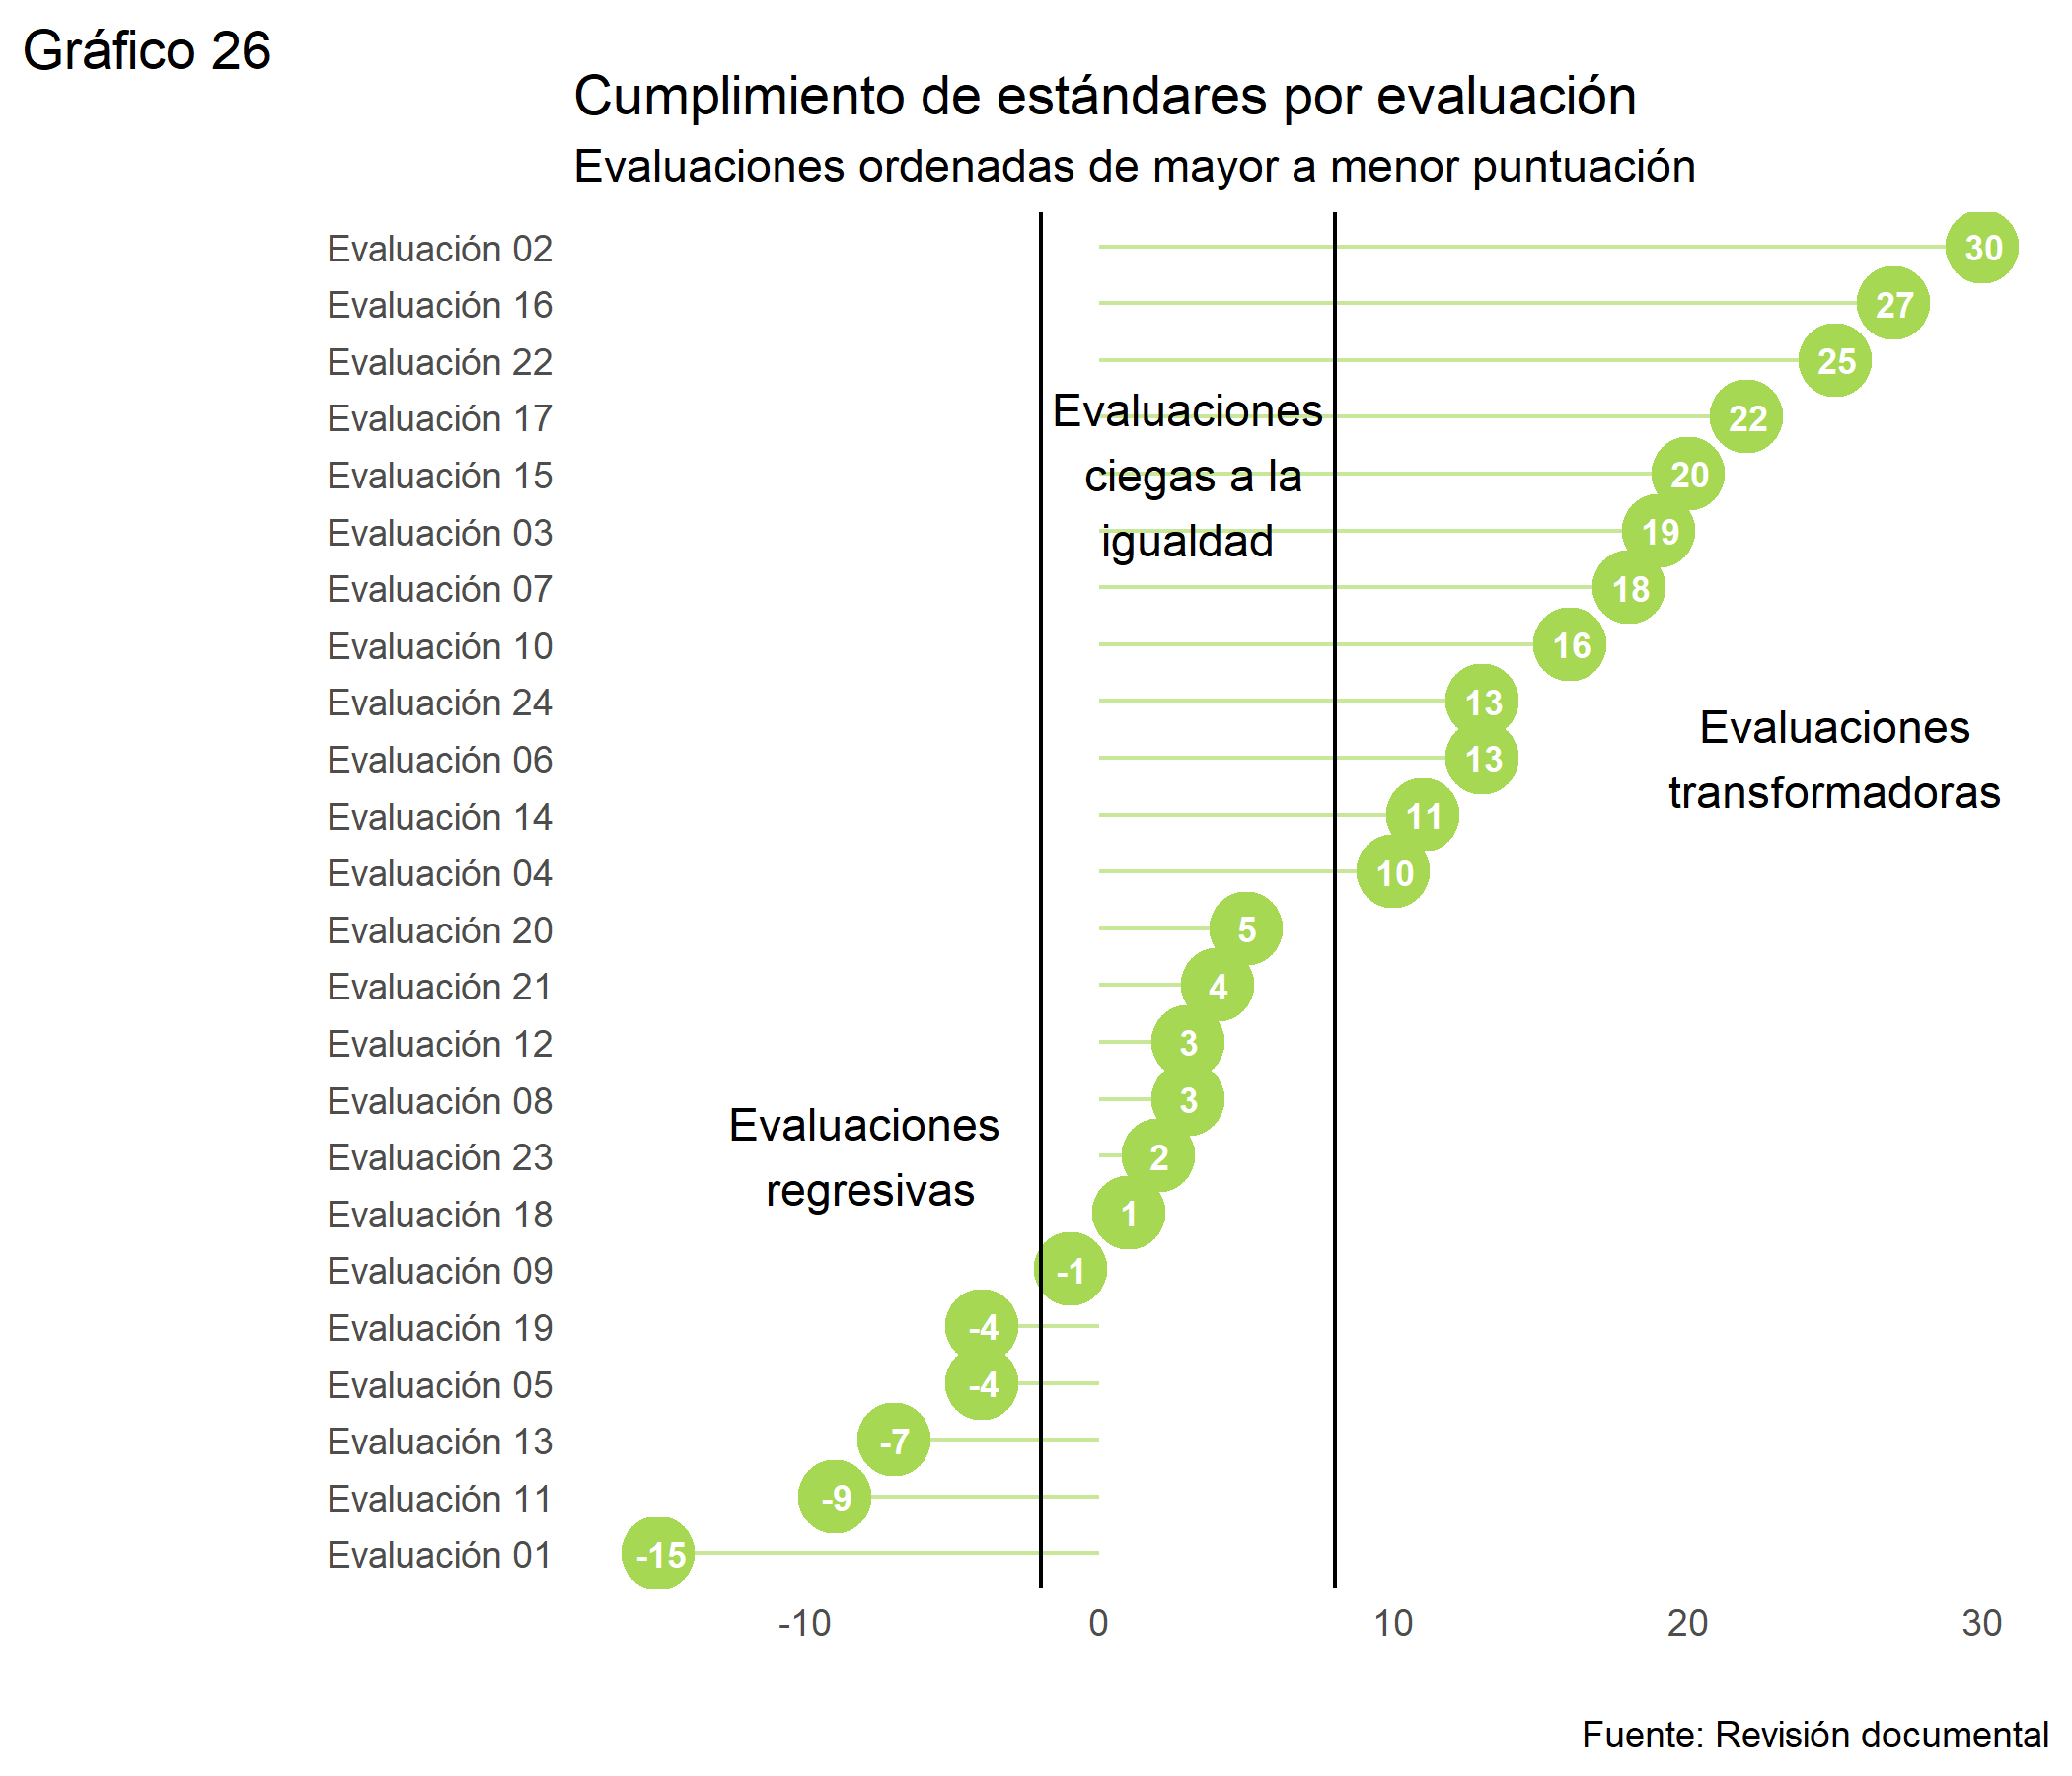 Gráfico 26
Cumplimiento de estándares por evaluación
Evaluaciones ordenadas de mayor a menor puntuación
Evaluación 02
30
Evaluación 16
27
Evaluación 22
25
Evaluación 17
22
Evaluación 15
20
Evaluación 03
19
Evaluación 07
18
Evaluación 10
16
Evaluación 24
13
Evaluación 06
13
Evaluación 14
11
Evaluación 04
10
Evaluación 20
5
Evaluación 21
4
Evaluación 12
3
Evaluación 08
3
Evaluación 23
2
Evaluación 18
1
Evaluación 09
-1
Evaluación 19
-4
Evaluación 05
-4
Evaluación 13
-7
Evaluación 11
-9
Evaluación 01
-15
Evaluaciones
ciegas a la
igualdad
Evaluaciones
transformadoras
Evaluaciones
regresivas
-10
0
10
20
30
Fuente: Revisión documental